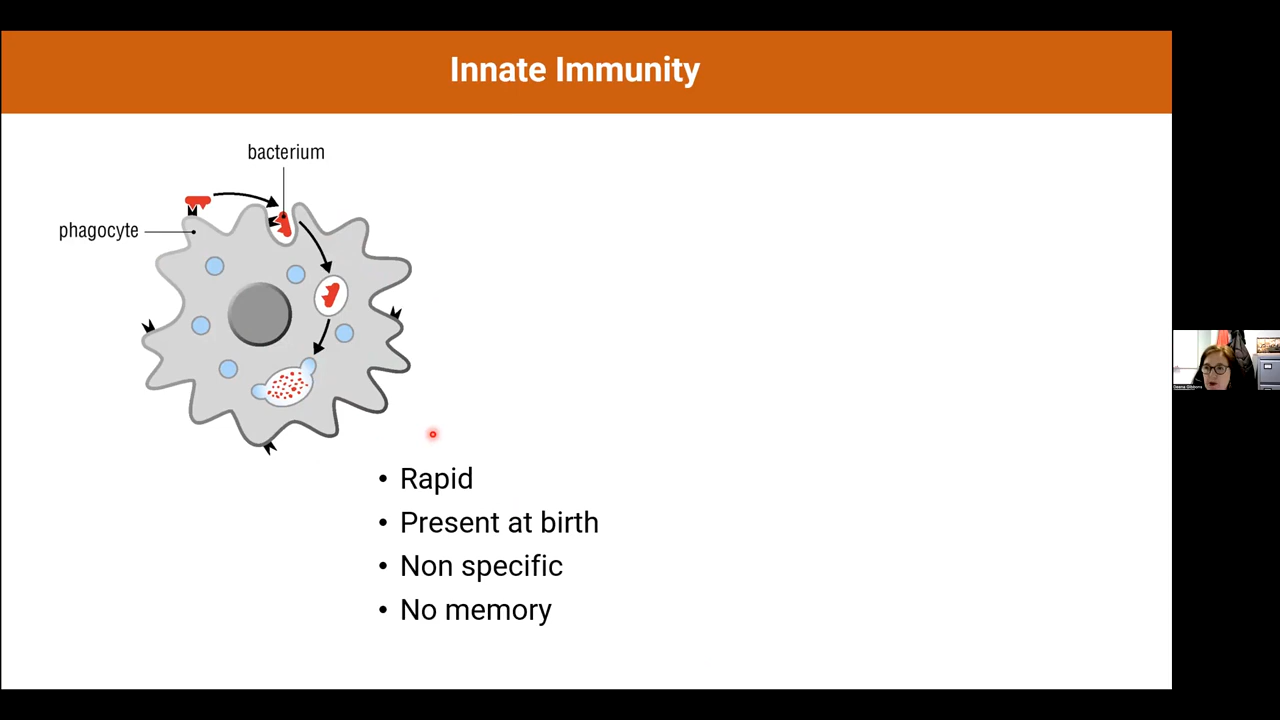 Innate Immunity
bacterium
phagocyte
• Rapid
• Present at birth
• Non specific
• No memory